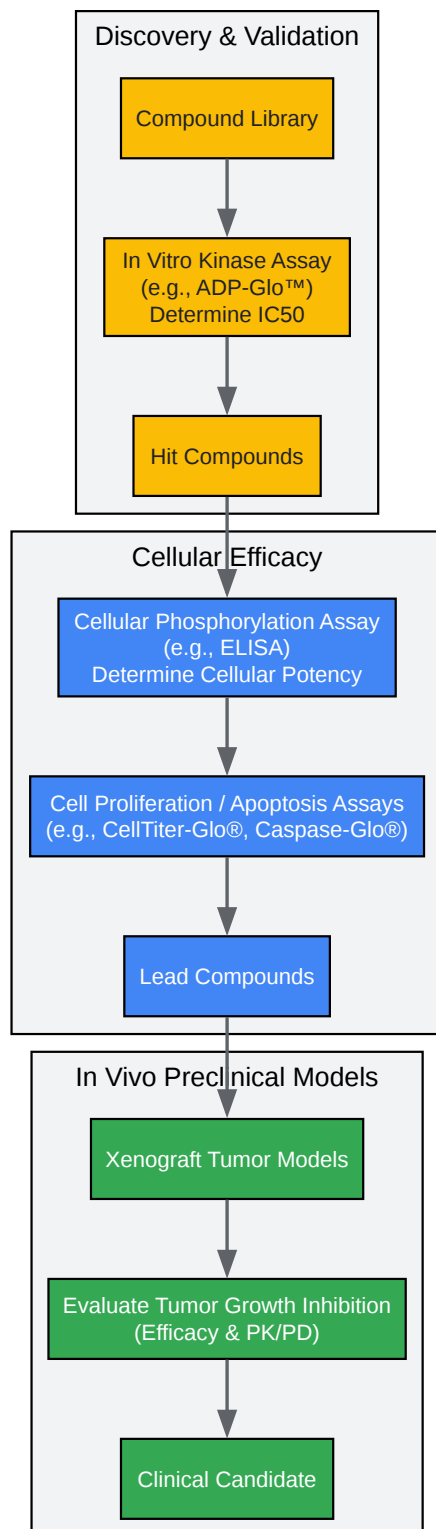 Discovery & Validation
Compound Library
In Vitro Kinase Assay
(e.g., ADP-Glo™)
Determine IC50
Hit Compounds
Cellular Efficacy
Cellular Phosphorylation Assay
(e.g., ELISA)
Determine Cellular Potency
Cell Proliferation / Apoptosis Assays
(e.g., CellTiter-Glo®, Caspase-Glo®)
Lead Compounds
In Vivo Preclinical Models
Xenograft Tumor Models
Evaluate Tumor Growth Inhibition
(Efficacy & PK/PD)
Clinical Candidate